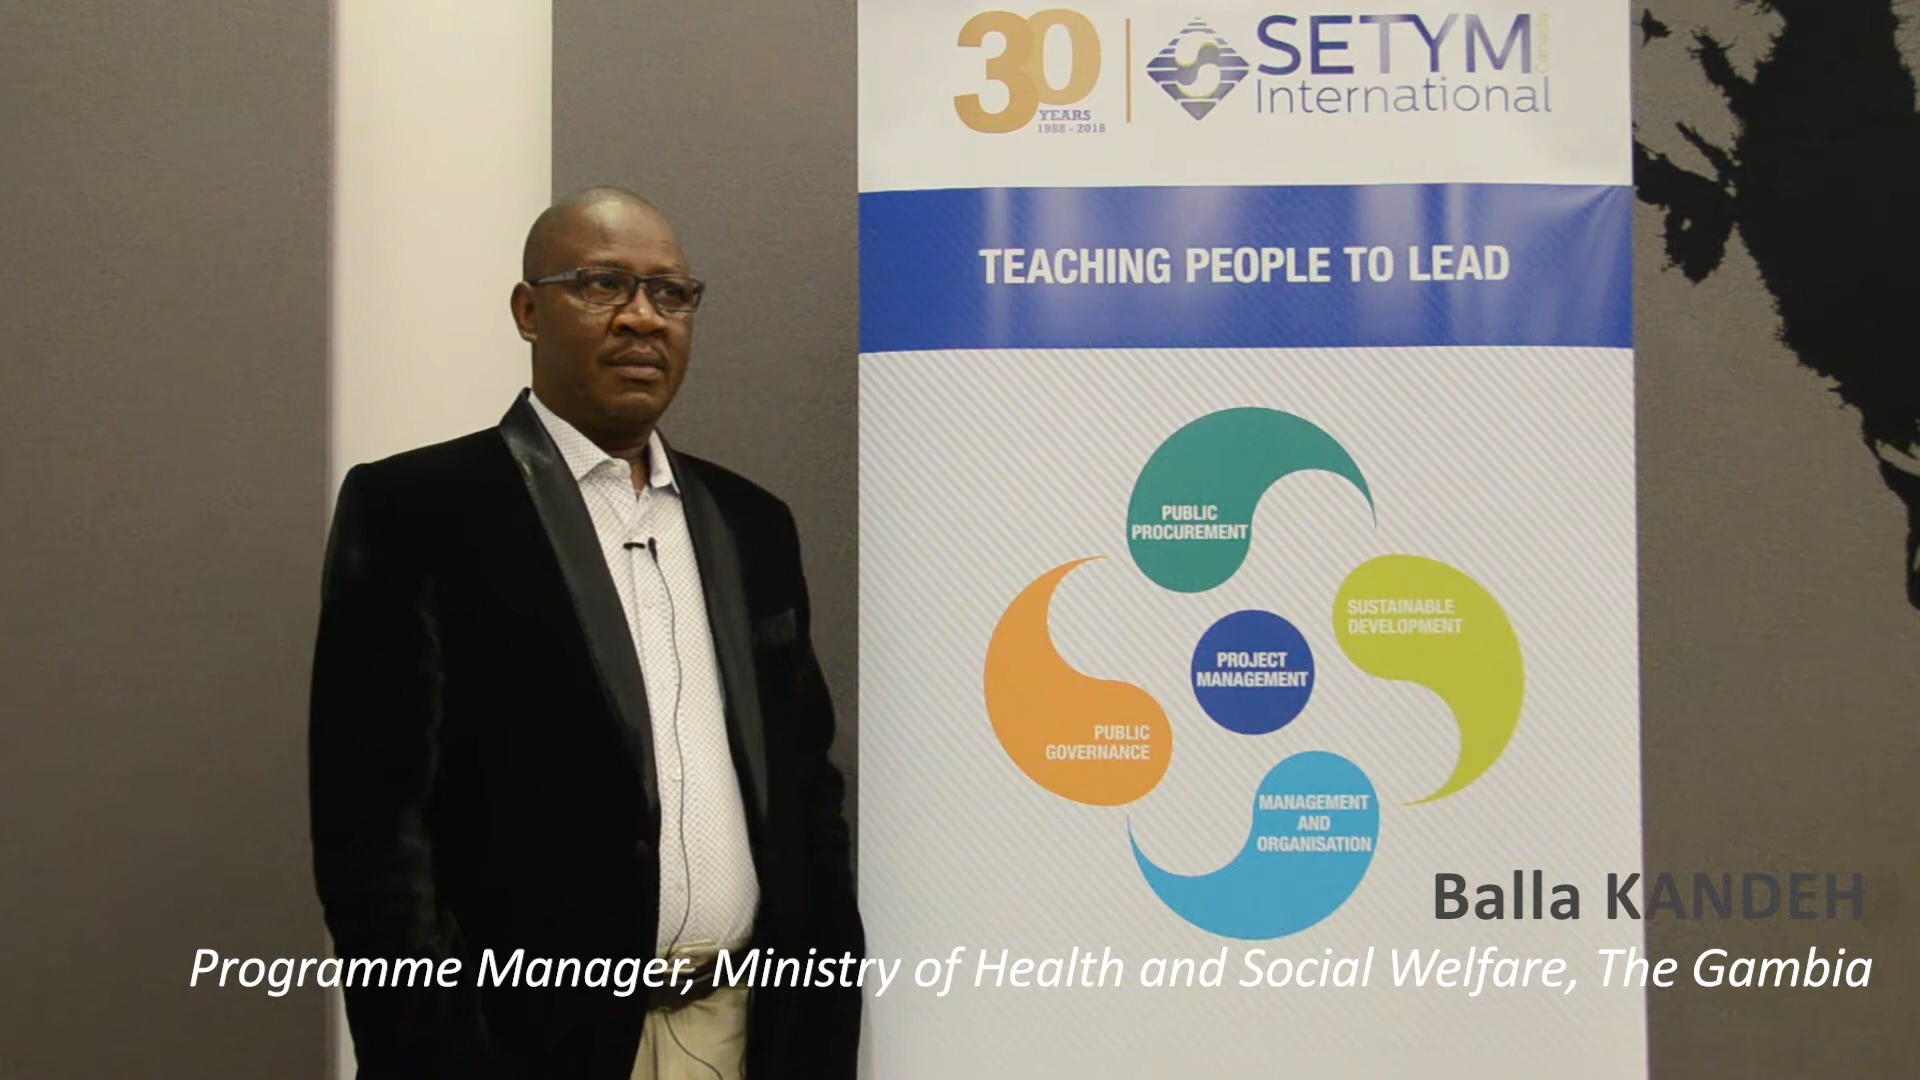 30
YEARS
1988 - 2018
SETYM
International
TEACHING PEOPLE TO LEAD
PUBLIC
PROCUREMENT
SUSTAINABLE
DEVELOPMENT
PROJECT
MANAGEMENT
PUBLIC
GOVERNANCE
MANAGEMENT
AND
ORGANISATION
Balla KANDEH
Programme Manager, Ministry of Health and Social Welfare, The Gambia